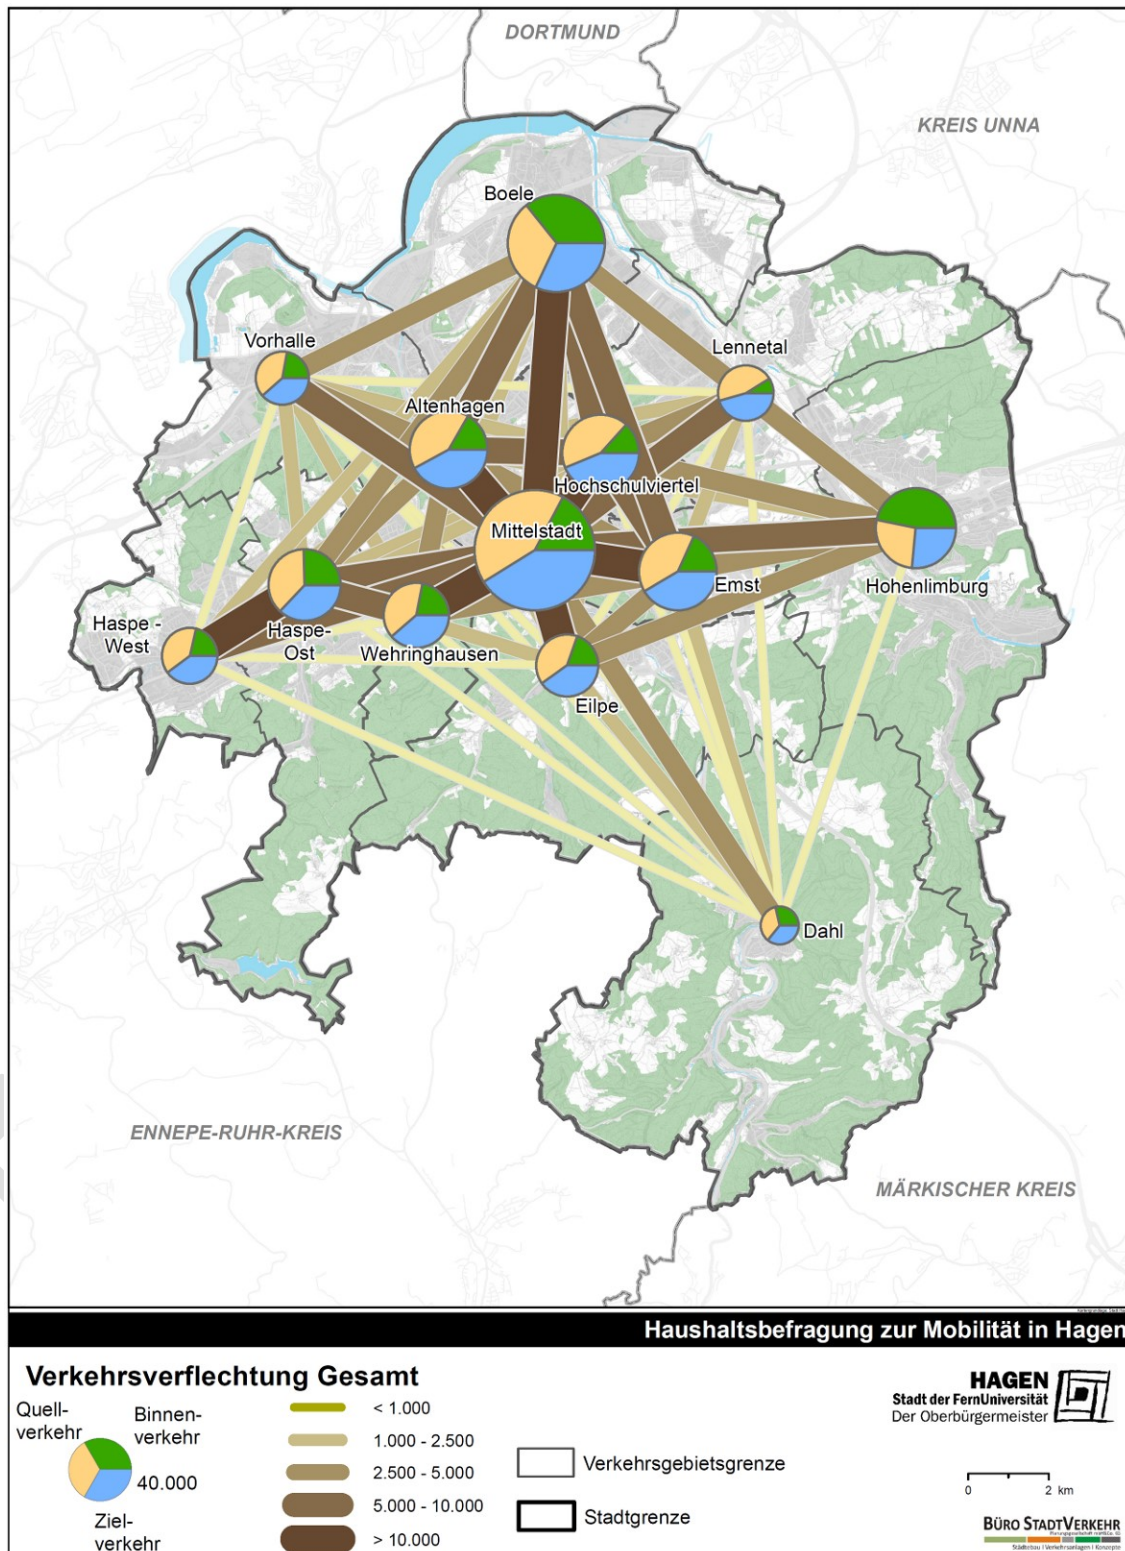 DORTMUND
KREIS UNNA
Boele
Vorhalle
Lennetal
Altenhagen
Hochschulviertel
Mittelstadt
Emst
Hohenlimburg
Haspe -
West
Haspe-
Ost
Wehringhausen
Eilpe
Dahl
ENNEPE-RUHR-KREIS
MÄRKISCHER KREIS
Haushaltsbefragung zur Mobilität in Hagen
Verkehrsverflechtung Gesamt
Quell-
verkehr
Binnen-
verkehr
40.000
Ziel-
verkehr
< 1.000
1.000 - 2.500
2.500 - 5.000
5.000 - 10.000
> 10.000
Verkehrsgebietsgrenze
Stadtgrenze
HAGEN
Stadt der FernUniversität
Der Oberbürgermeister
0 2 km
BÜRO STADTVERKEHR
Städtebau I Verkehrsanlagen I Konzepte